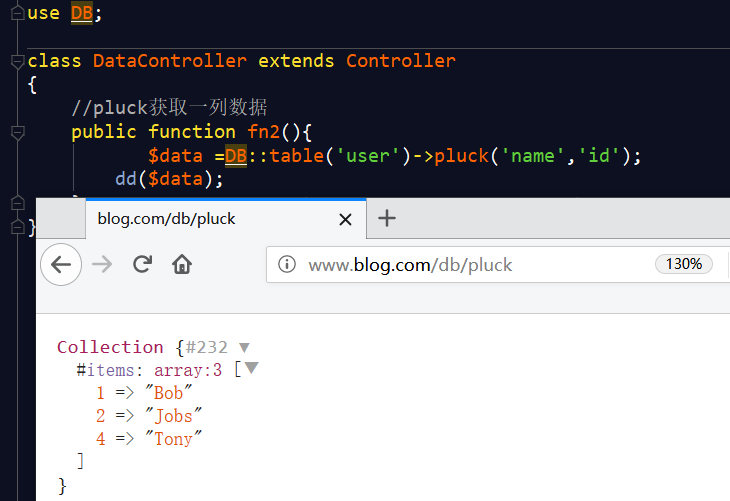 use DB;
class DataController extends Controller
{
//pluck获取一列数据
public function fn2(){
$data =DB::table('user')->pluck('name','id');
dd($data);
}
blog.com/db/pluck
www.blog.com/db/pluck 130%
Collection {#232 ▼
#items: array:3 [▼
1 => "Bob"
2 => "Jobs"
4 => "Tony"
]
}